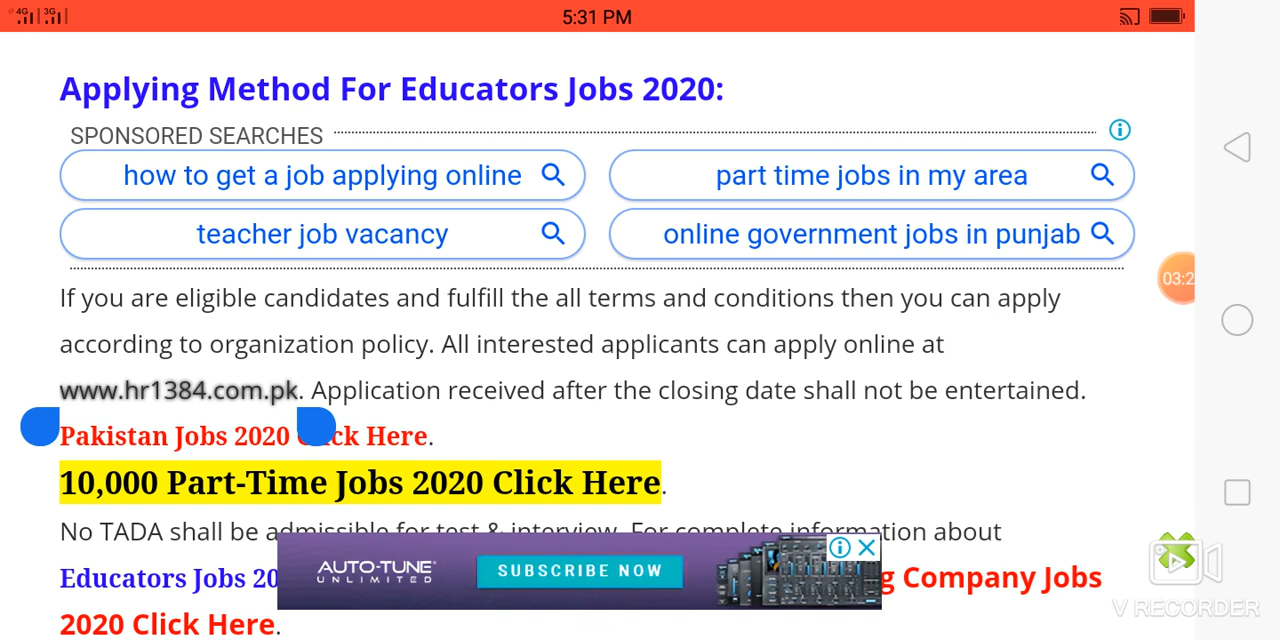 4G 3G 5:31 PM
Applying Method For Educators Jobs 2020:
SPONSORED SEARCHES
how to get a job applying online part time jobs in my area
teacher job vacancy online government jobs in punjab
If you are eligible candidates and fulfill the all terms and conditions then you can apply
03:2
according to organization policy. All interested applicants can apply online at
www.hr1384.com.pk. Application received after the closing date shall not be entertained.
Pakistan Jobs 2020 Click Here.
10,000 Part-Time Jobs 2020 Click Here.
No TADA shall be admissible for test & interview. For complete information about
AUTO-TUNE
UNLIMITED
SUBSCRIBE NOW
Educators Jobs 20 g Company Jobs
V RECORDER
2020 Click Here.